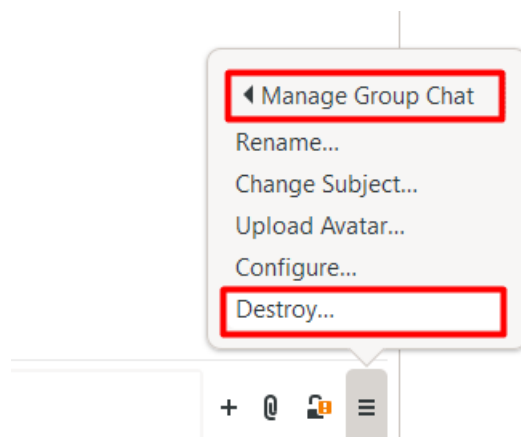 Manage Group Chat
Rename...
Change Subject...
Upload Avatar...
Configure...
Destroy...